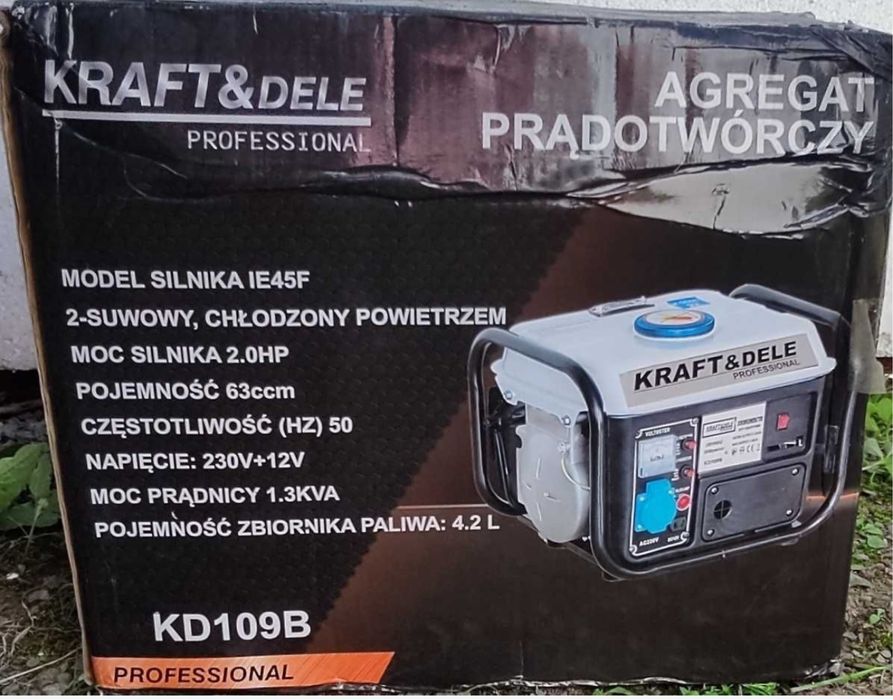 KRAFT&DELE
PROFESSIONAL
AGREGAT
PRĄDOTWÓRCZY
MODEL SILNIKA IE45F
2-SUWOWY, CHŁODZONY POWIETRZEM
MOC SILNIKA 2.0HP
POJEMNOŚĆ 63ccm
CZĘSTOTLIWOŚĆ (HZ) 50
NAPIĘCIE: 230V+12V
MOC PRĄDNICY 1.3KVA
POJEMNOŚĆ ZBIORNIKA PALIWA: 4.2 L
KRAFT&DELE
PROFESSIONAL
AC220V
KD109B
PROFESSIONAL